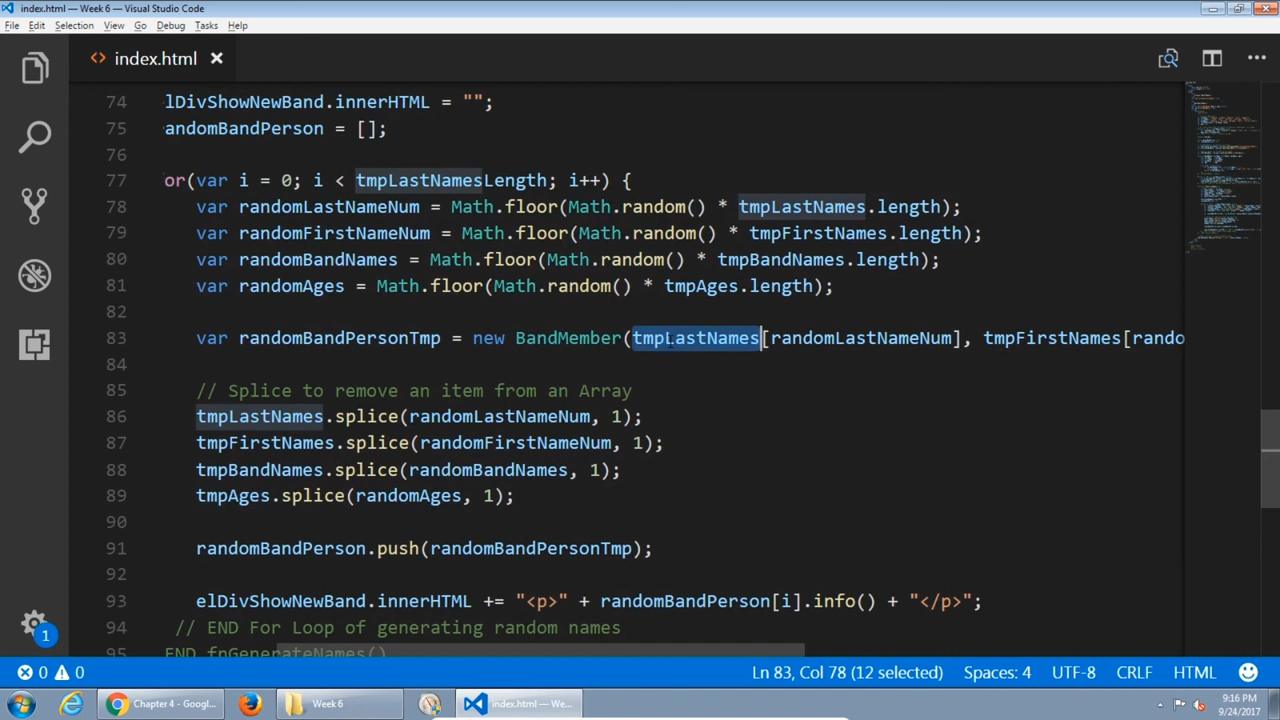 index.html — Week 6 - Visual Studio Code
File Edit Selection View Go Debug Tasks Help
<> index.html
74 lDivShowNewBand.innerHTML = "";
75 andomBandPerson = [];
76
77 or(var i = 0; i < tmpLastNamesLength; i++) {
78 var randomLastNameNum = Math.floor(Math.random() * tmpLastNames.length);
79 var randomFirstNameNum = Math.floor(Math.random() * tmpFirstNames.length);
80 var randomBandNames = Math.floor(Math.random() * tmpBandNames.length);
81 var randomAges = Math.floor(Math.random() * tmpAges.length);
82
83 var randomBandPersonTmp = new BandMember(tmpLastNames[randomLastNameNum], tmpFirstNames[rando
84
85 // Splice to remove an item from an Array
86 tmpLastNames.splice(randomLastNameNum, 1);
87 tmpFirstNames.splice(randomFirstNameNum, 1);
88 tmpBandNames.splice(randomBandNames, 1);
89 tmpAges.splice(randomAges, 1);
90
91 randomBandPerson.push(randomBandPersonTmp);
92
93 elDivShowNewBand.innerHTML += "<p>" + randomBandPerson[i].info() + "</p>";
94 // END For Loop of generating random names
95 END fnGenerateNames()
1
0 0 Ln 83, Col 78 (12 selected) Spaces: 4 UTF-8 CRLF HTML
Chapter 4 - Googl... Week 6 index.html — We... 9:16 PM
9/24/2017